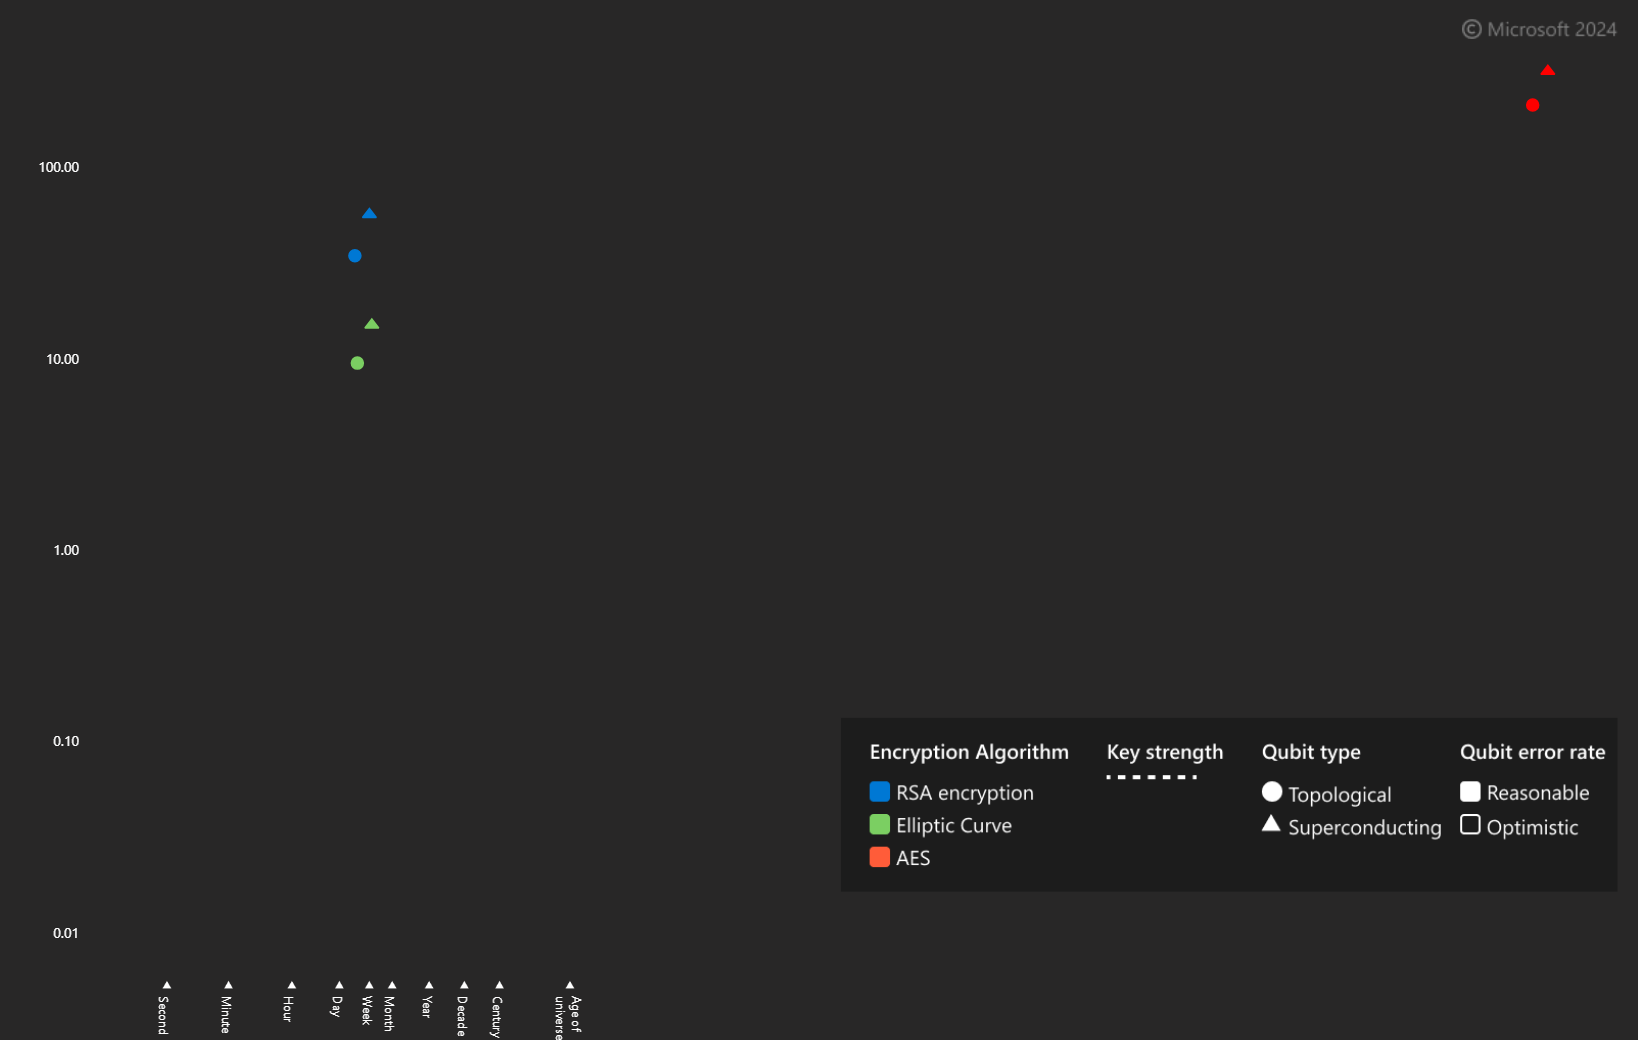 © Microsoft 2024
100.00
10.00
1.00
0.10
0.01
Encryption Algorithm
RSA encryption
Elliptic Curve
AES
Key strength
Qubit type
Topological
Superconducting
Qubit error rate
Reasonable
Optimistic
Second
Minute
Hour
Day
Week
Month
Year
Decade
Century
Age of
universe